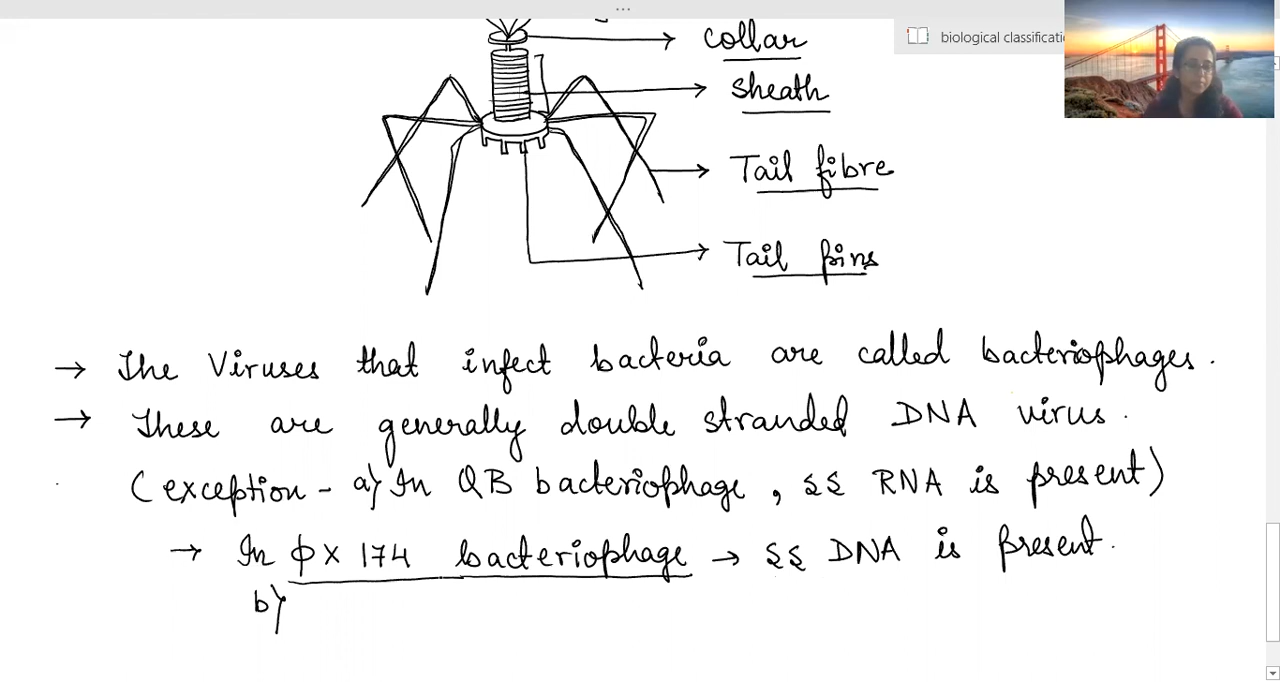 biological classificati
collar
sheath
Tail fibre
Tail pins
→ The Viruses that infect bacteria are called bacteriophages.
→ These are generally double stranded DNA virus.
(exception - a) In QB bacteriophage, ss RNA is present)
→ In φ X 174 bacteriophage → ss DNA is present.
b)